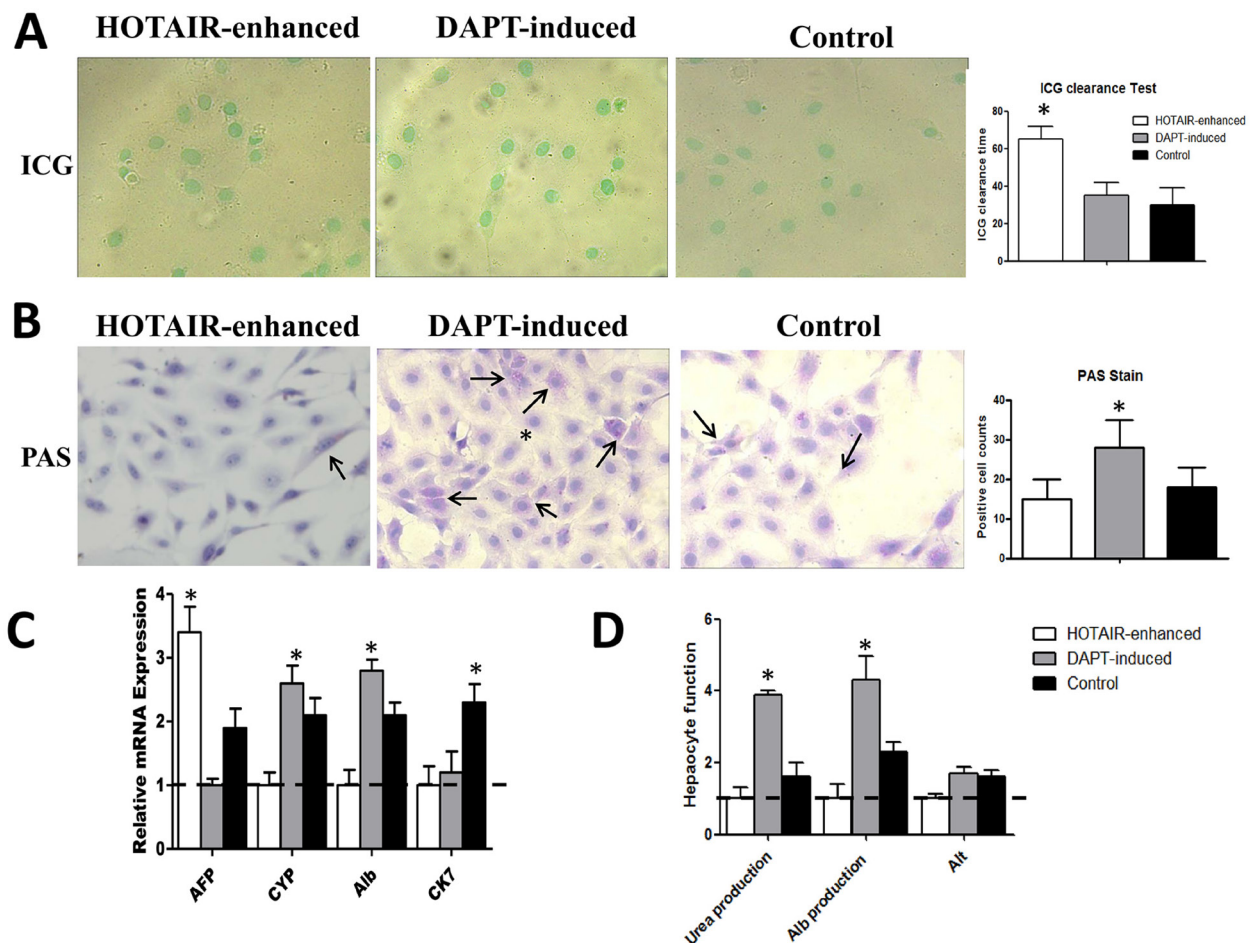 A
HOTAIR-enhanced
DAPT-induced
Control
ICG
ICG clearance Test
*
HOTAIR-enhanced
DAPT-induced
Control
ICG clearance time
80
60
40
20
0
B
HOTAIR-enhanced
DAPT-induced
Control
PAS
*
PAS Stain
*
Positive cell counts
40
30
20
10
0
C
Relative mRNA Expression
4
3
2
1
0
*
*
*
*
AFP
CYP
Alb
CK7
D
Hepaocyte function
6
4
2
0
*
*
Urea production
Alb production
Alt
HOTAIR-enhanced
DAPT-induced
Control